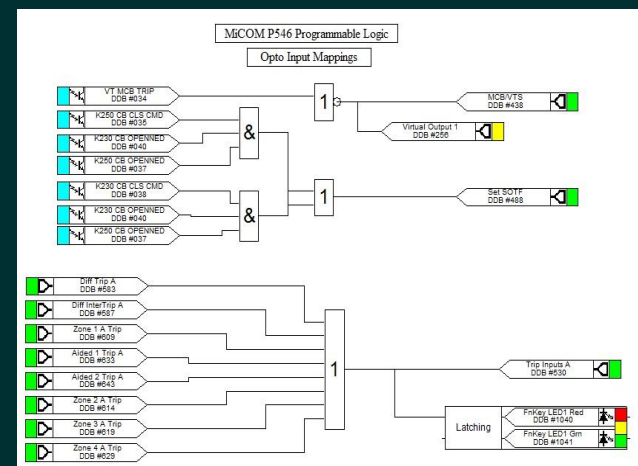 MiCOM P546 Programmable Logic
Opto Input Mappings
VT MCB TRIP
DDB #034
K250 CB CLS CMD
DDB #035
K230 CB OPENNED
DDB #040
K250 CB OPENNED
DDB #037
K230 CB CLS CMD
DDB #038
K230 CB OPENNED
DDB #040
K250 CB OPENNED
DDB #037
&
&
1
1
MCB/VTS
DDB #438
Virtual Output 1
DDB #256
Set SOTF
DDB #488
Diff Trip A
DDB #583
Diff InterTrip A
DDB #587
Zone 1 A Trip
DDB #609
Aided 1 Trip A
DDB #633
Aided 2 Trip A
DDB #643
Zone 2 A Trip
DDB #614
Zone 3 A Trip
DDB #619
Zone 4 A Trip
DDB #629
1
Trip Inputs A
DDB #530
Latching
FnKey LED1 Red
DDB #1040
FnKey LED1 Grn
DDB #1041